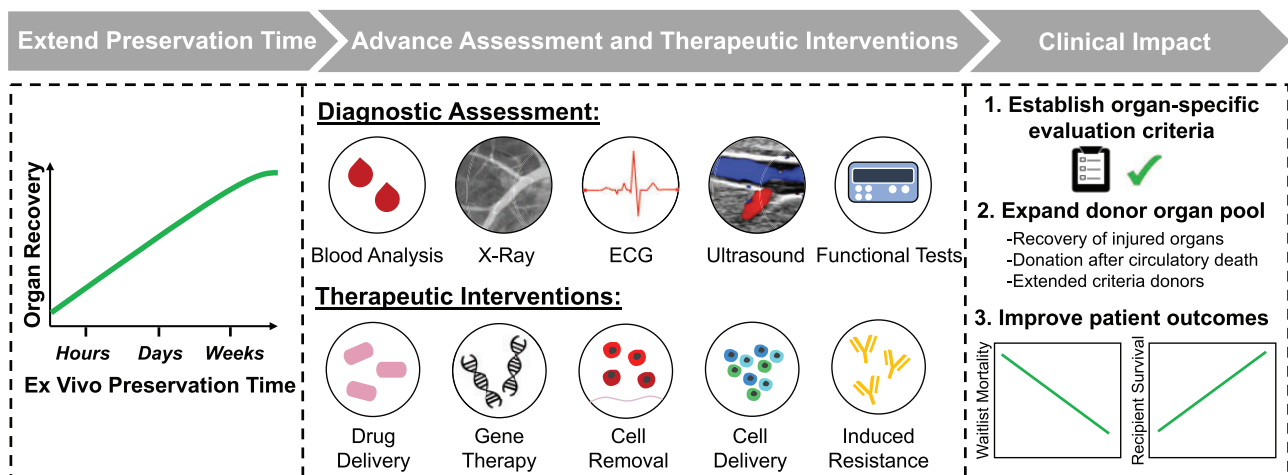 Extend Preservation Time
Advance Assessment and Therapeutic Interventions
Clinical Impact
Organ Recovery
Hours
Days
Weeks
Ex Vivo Preservation Time
Diagnostic Assessment:
Blood Analysis
X-Ray
ECG
Ultrasound
Functional Tests
Therapeutic Interventions:
Drug
Delivery
Gene
Therapy
Cell
Removal
Cell
Delivery
Induced
Resistance
1. Establish organ-specific
evaluation criteria
2. Expand donor organ pool
-Recovery of injured organs
-Donation after circulatory death
-Extended criteria donors
3. Improve patient outcomes
Waitlist Mortality
Recipient Survival